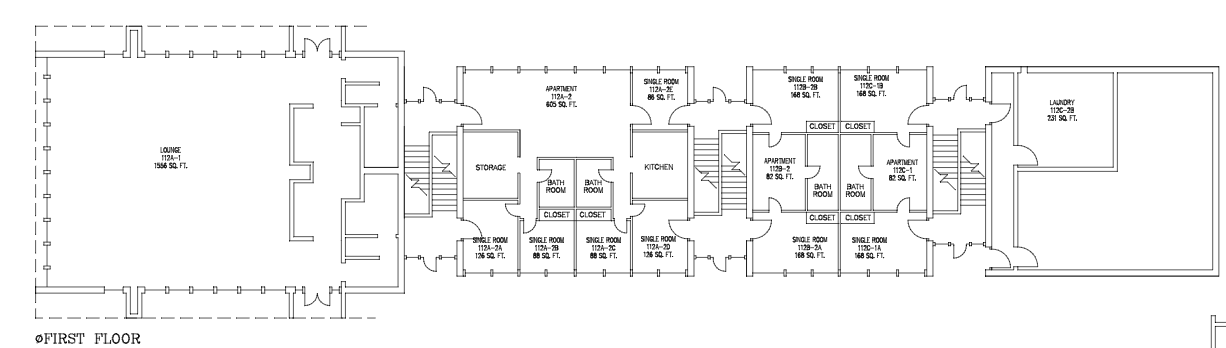 LOUNGE
112A-1
1556 SQ. FT.
APARTMENT
112A-2
605 SQ. FT.
SINGLE ROOM
112A-2E
86 SQ. FT.
STORAGE
BATH
ROOM
BATH
ROOM
KITCHEN
CLOSET
CLOSET
SINGLE ROOM
112A-2A
126 SQ. FT.
SINGLE ROOM
112A-2B
88 SQ. FT.
SINGLE ROOM
112A-2C
88 SQ. FT.
SINGLE ROOM
112A-2D
126 SQ. FT.
SINGLE ROOM
112B-2B
168 SQ. FT.
SINGLE ROOM
112C-1B
168 SQ. FT.
CLOSET
CLOSET
APARTMENT
112B-2
82 SQ. FT.
BATH
ROOM
BATH
ROOM
APARTMENT
112C-1
82 SQ. FT.
CLOSET
CLOSET
SINGLE ROOM
112B-2A
168 SQ. FT.
SINGLE ROOM
112C-1A
168 SQ. FT.
LAUNDRY
112C-2B
231 SQ. FT.
øFIRST FLOOR